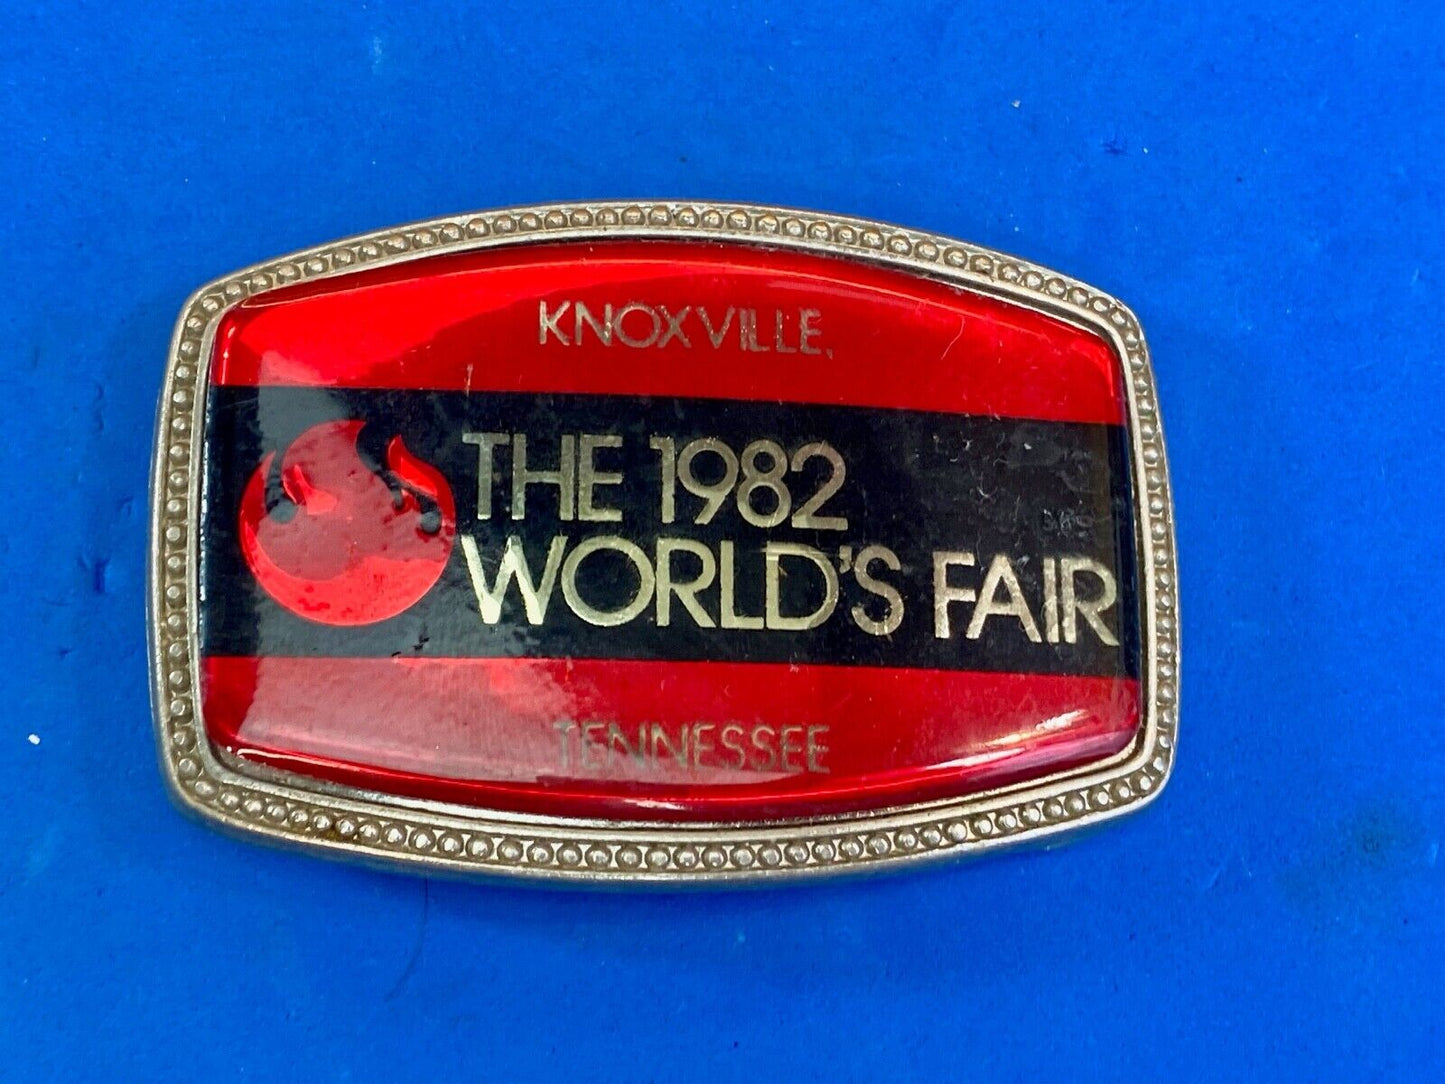 KNOXVILLE,
THE 1982
WORLD'S FAIR
TENNESSEE